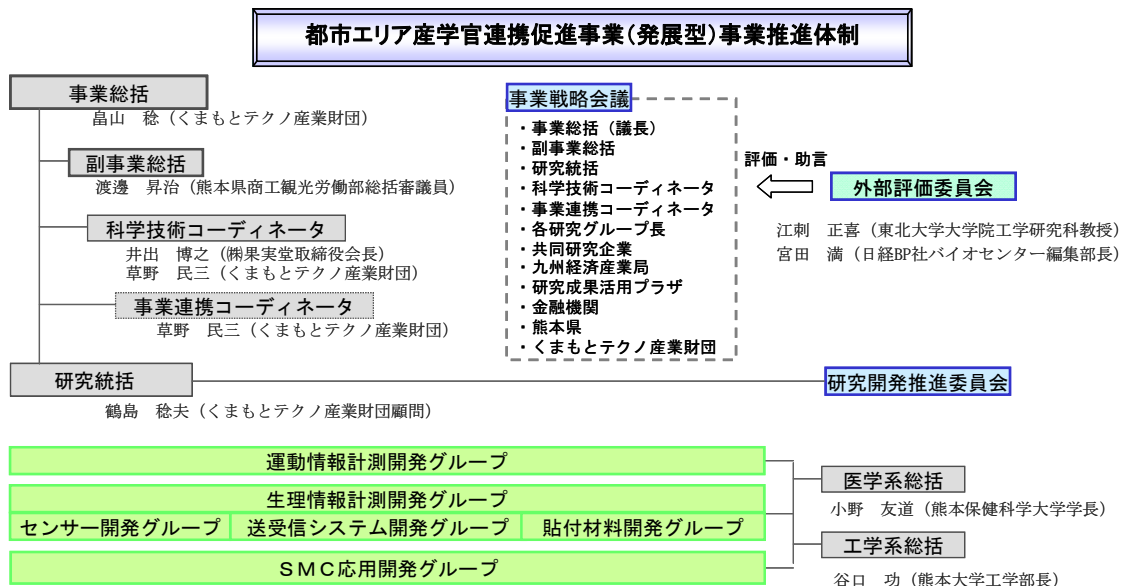 都市エリア産学官連携促進事業(発展型)事業推進体制
事業総括
畠山　稔（くまもとテクノ産業財団）
副事業総括
渡邊　昇治（熊本県商工観光労働部総括審議員）
科学技術コーディネータ
井出　博之（㈱果実堂取締役会長）
草野　民三（くまもとテクノ産業財団）
事業連携コーディネータ
草野　民三（くまもとテクノ産業財団）
研究統括
鶴島　稔夫（くまもとテクノ産業財団顧問）
事業戦略会議
・事業総括（議長）
・副事業総括
・研究統括
・科学技術コーディネータ
・事業連携コーディネータ
・各研究グループ長
・共同研究企業
・九州経済産業局
・研究成果活用プラザ
・金融機関
・熊本県
・くまもとテクノ産業財団
評価・助言
外部評価委員会
江刺　正喜（東北大学大学院工学研究科教授）
宮田　満（日経BP社バイオセンター編集部長）
研究開発推進委員会
運動情報計測開発グループ
生理情報計測開発グループ
センサー開発グループ　送受信システム開発グループ　貼付材料開発グループ
ＳＭＣ応用開発グループ
医学系総括
小野　友道（熊本保健科学大学学長）
工学系総括
谷口　功（熊本大学工学部長）